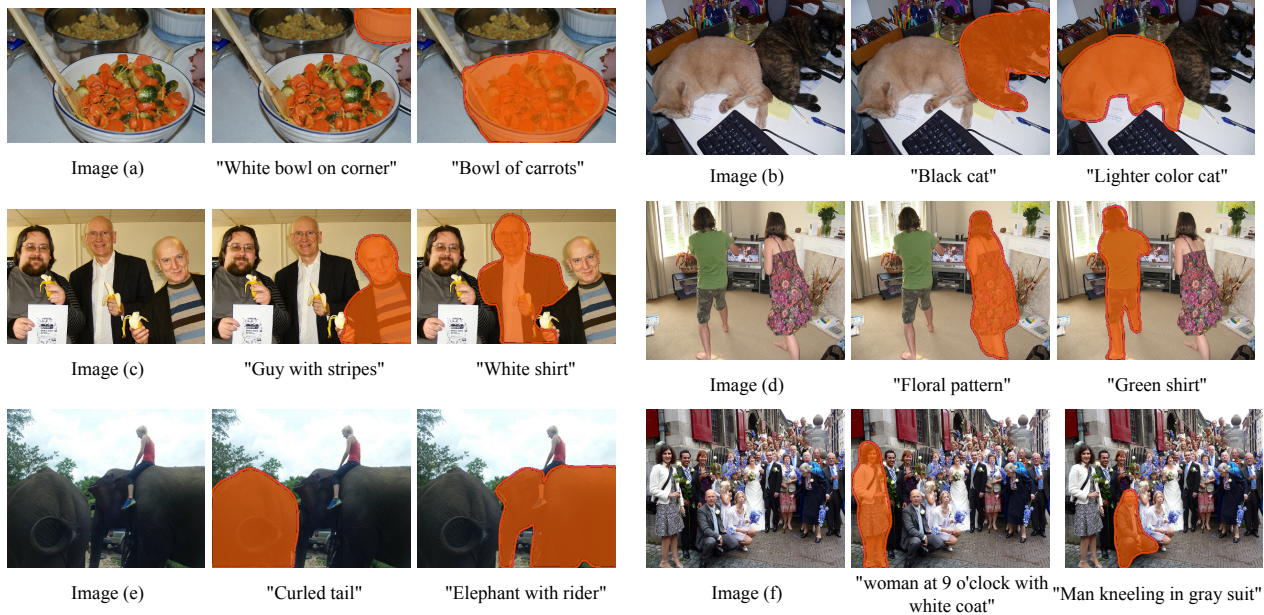 Image (a)
"White bowl on corner"
"Bowl of carrots"
Image (b)
"Black cat"
"Lighter color cat"
Image (c)
"Guy with stripes"
"White shirt"
Image (d)
"Floral pattern"
"Green shirt"
Image (e)
"Curled tail"
"Elephant with rider"
Image (f)
"woman at 9 o'clock with
white coat"
"Man kneeling in gray suit"